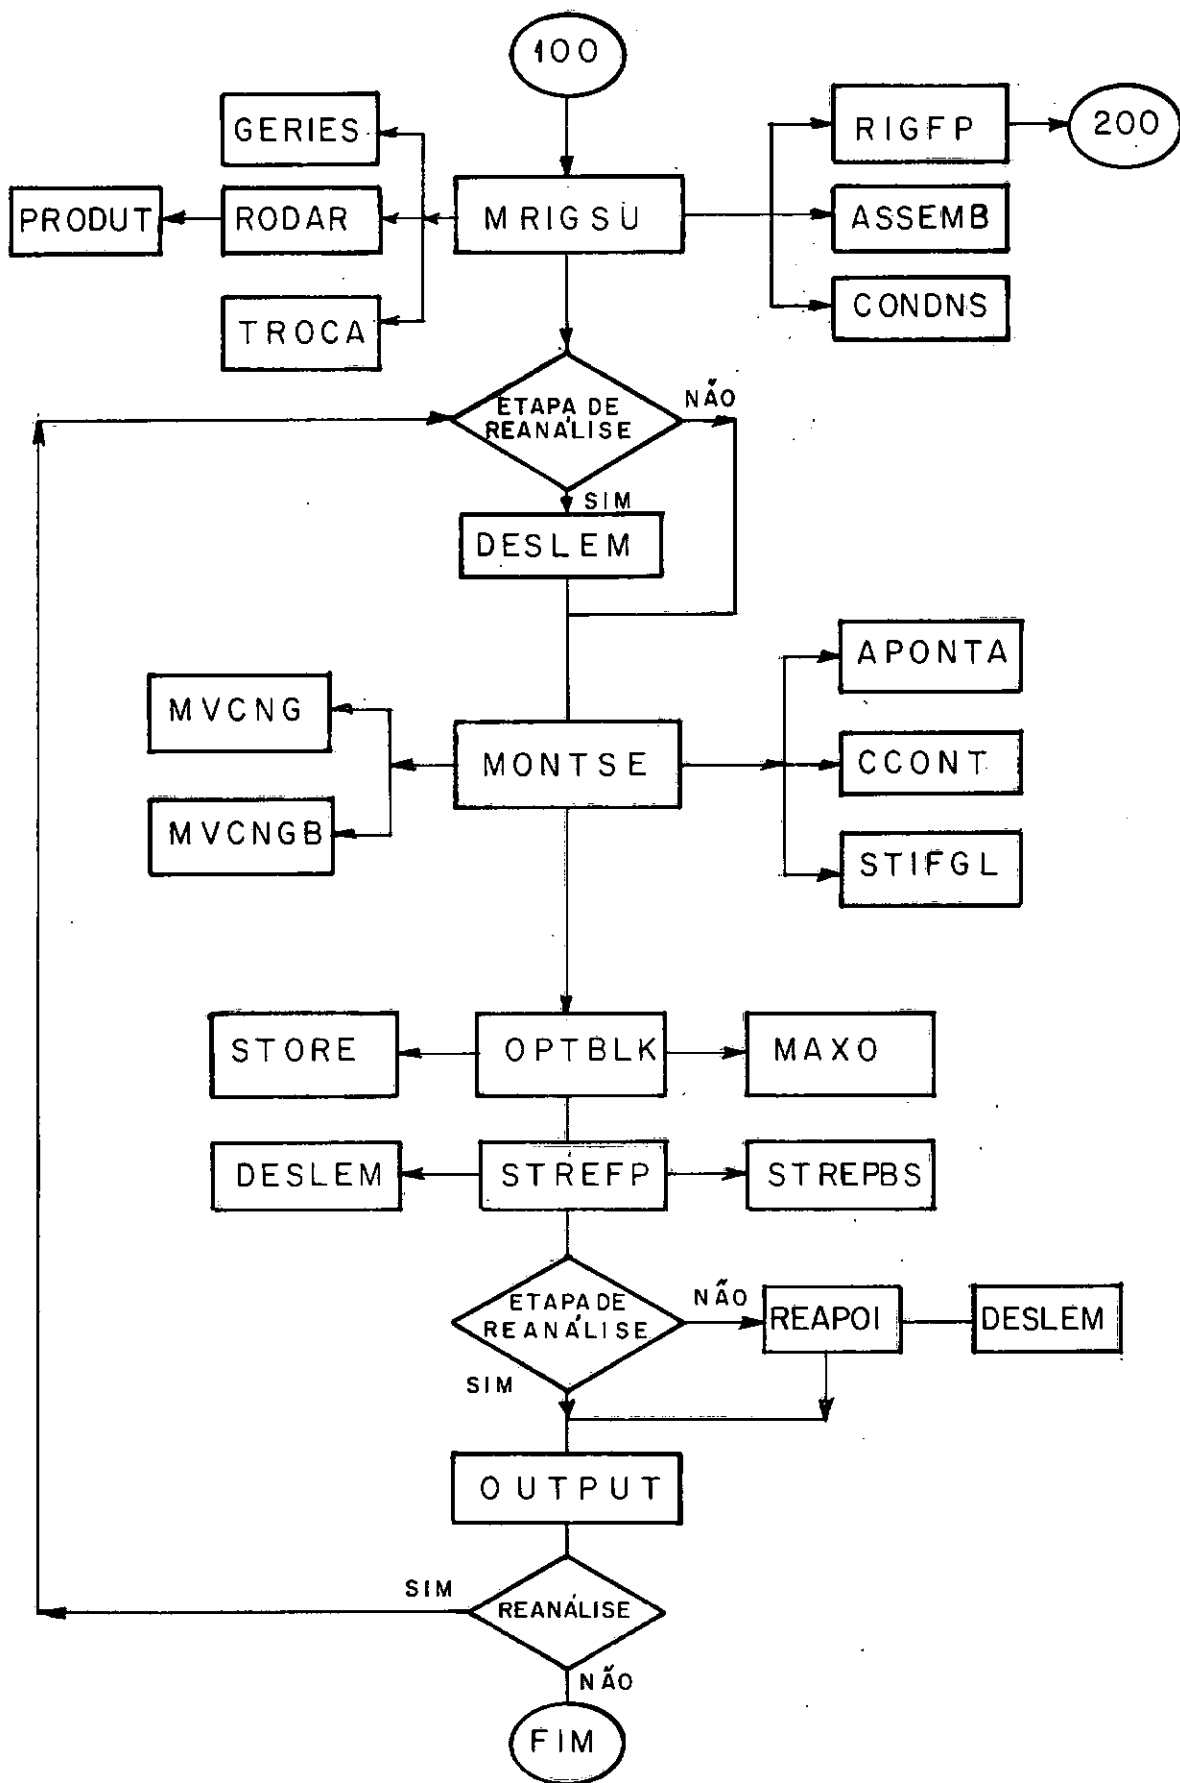 100
GERIES
RIGFP
200
PRODUT
RODAR
MRIGSU
ASSEMB
TROCA
CONDNS
ETAPA DE
REANÁLISE
NÃO
SIM
DESLEM
APONTA
MVCNG
MONTSE
CCONT
MVCNGB
STIFGL
STORE
OPTBLK
MAXO
DESLEM
STREFP
STREPBS
ETAPA DE
REANÁLISE
NÃO
REAPOI
DESLEM
SIM
OUTPUT
SIM
REANÁLISE
NÃO
FIM